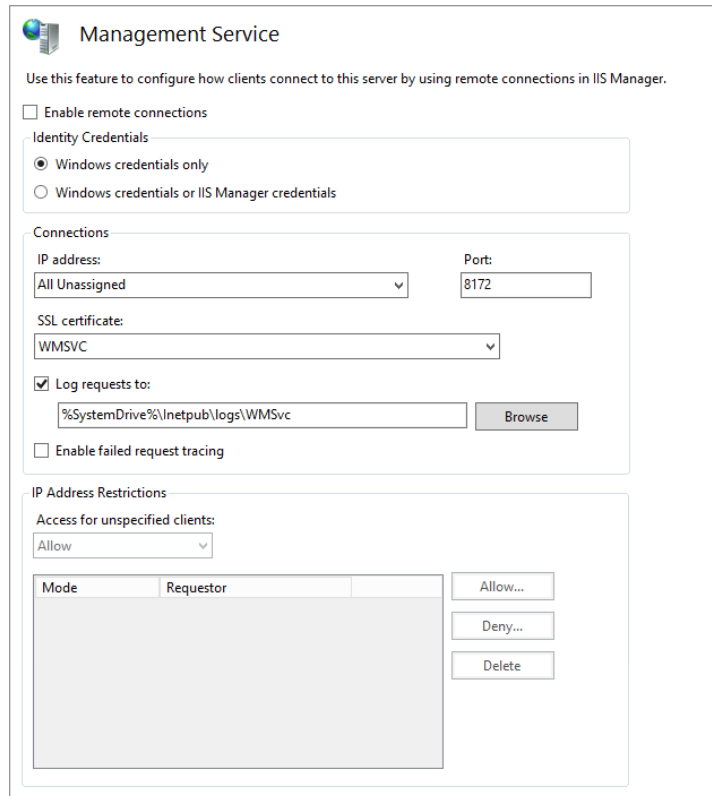 Management Service
Use this feature to configure how clients connect to this server by using remote connections in IIS Manager.
Enable remote connections
Identity Credentials
Windows credentials only
Windows credentials or IIS Manager credentials
Connections
IP address:
Port:
All Unassigned
8172
SSL certificate:
WMSVC
Log requests to:
%SystemDrive%\Inetpub\logs\WMSvc
Browse
Enable failed request tracing
IP Address Restrictions
Access for unspecified clients:
Allow
Mode
Requestor
Allow...
Deny...
Delete